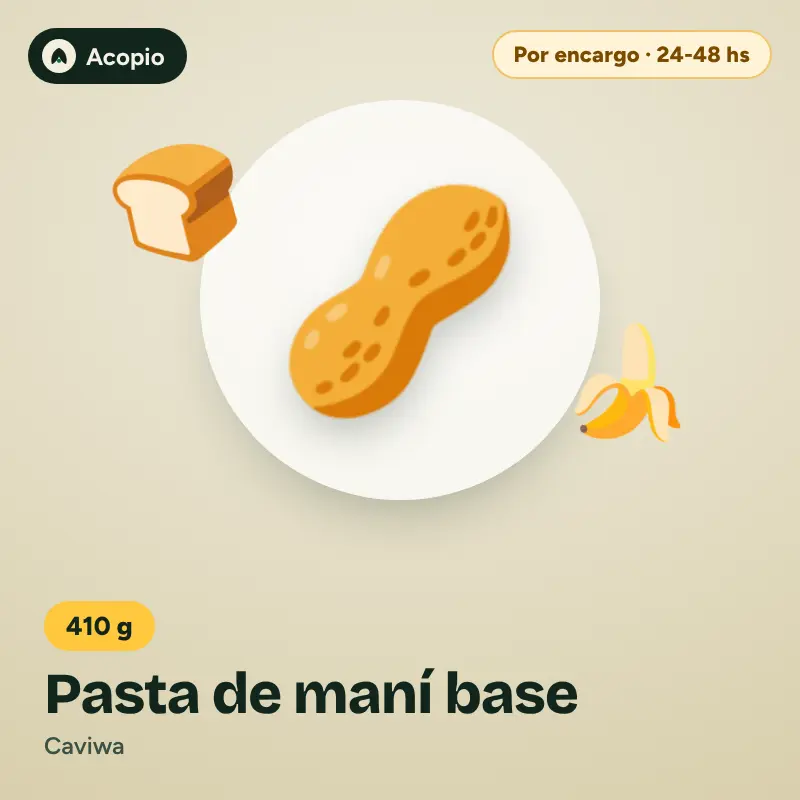 Acopio
Por encargo · 24-48 hs
410 g
Pasta de maní base
Caviwa